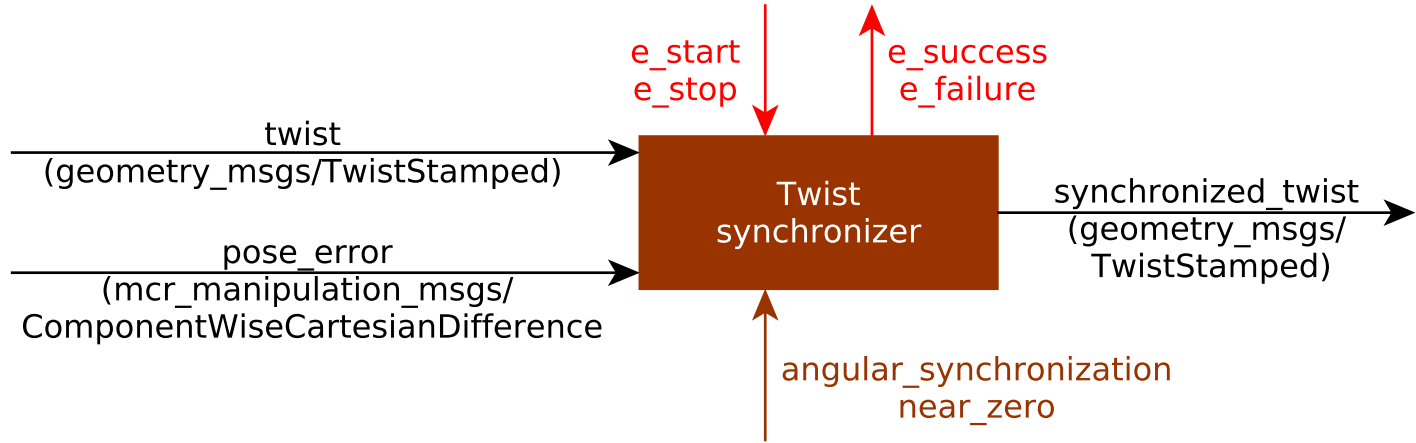 e_start
e_stop
e_success
e_failure
twist
(geometry_msgs/TwistStamped)
pose_error
(mcr_manipulation_msgs/
ComponentWiseCartesianDifference
Twist
synchronizer
synchronized_twist
(geometry_msgs/
TwistStamped)
angular_synchronization
near_zero